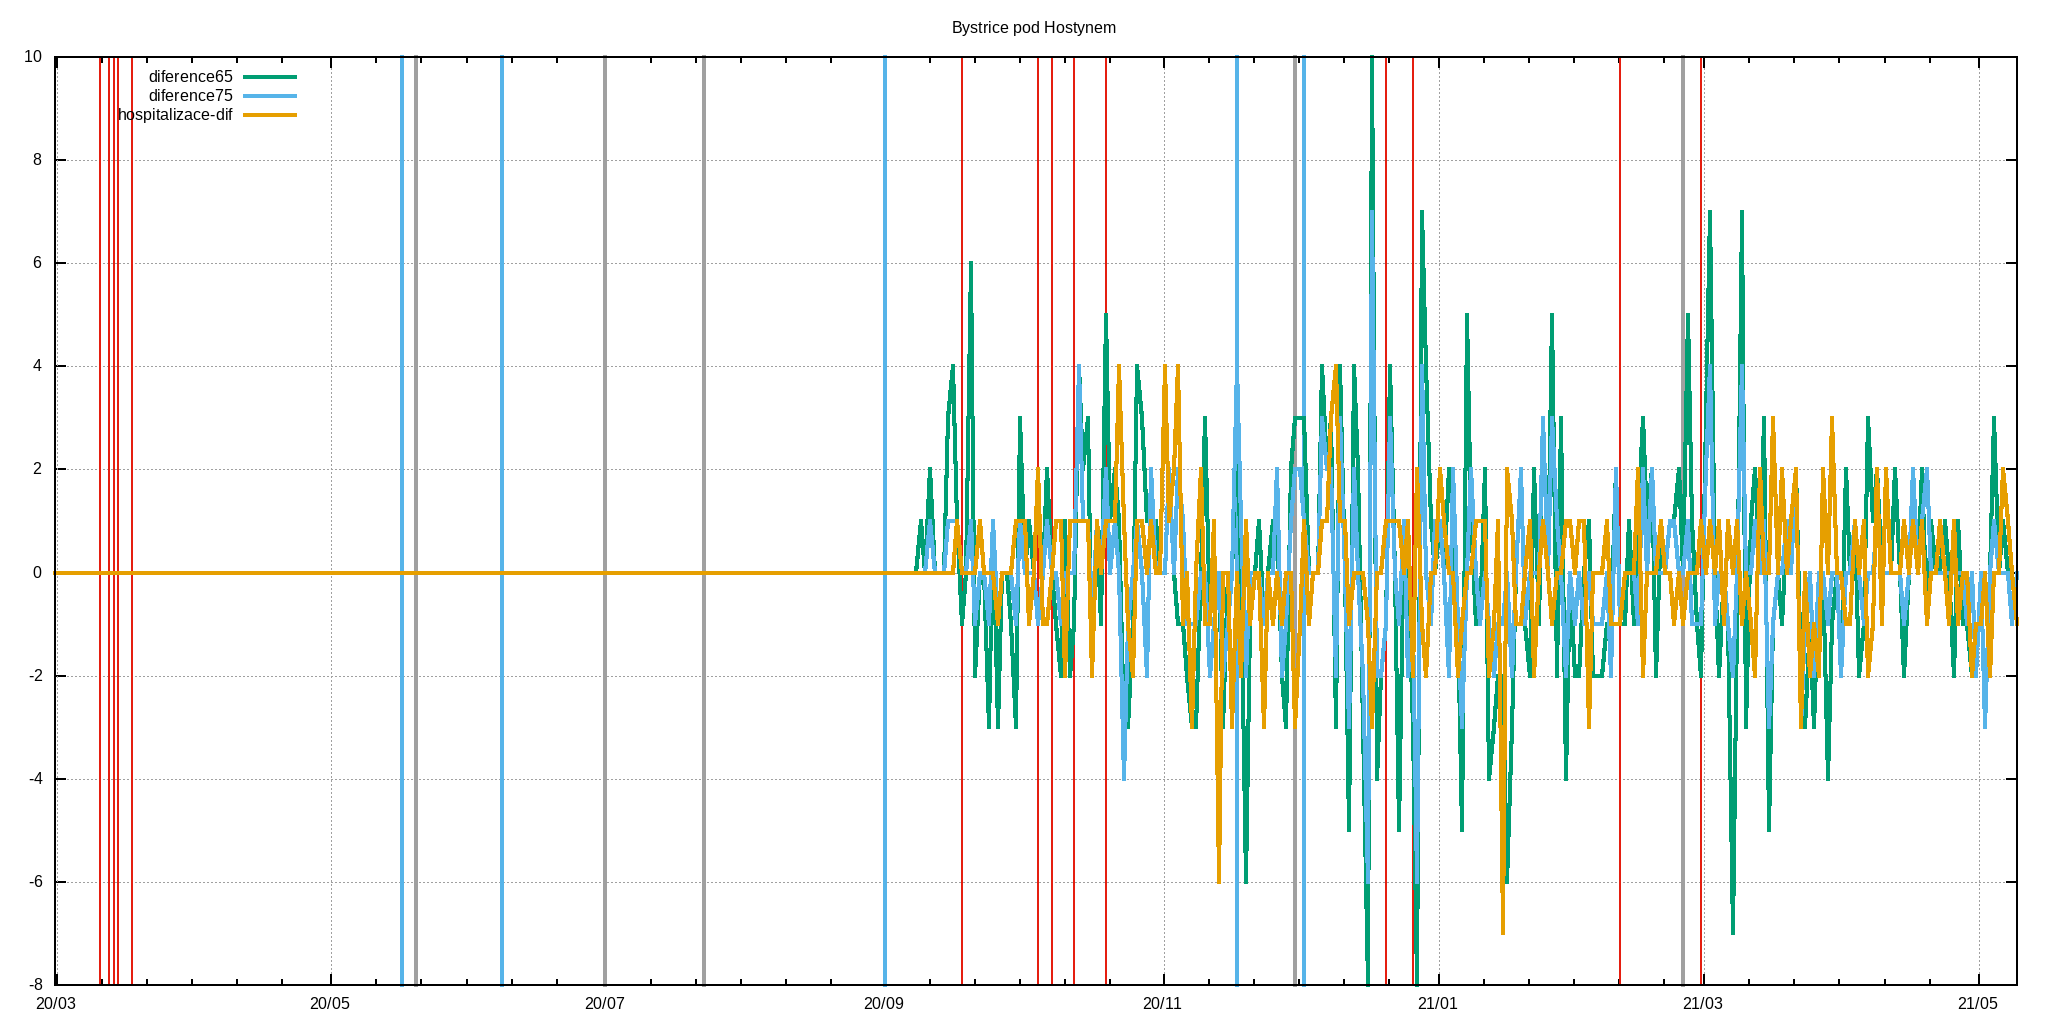 Bystrice pod Hostynem
10
8
6
4
2
0
-2
-4
-6
-8
diference65
diference75
hospitalizace-dif
20/03 20/05 20/07 20/09 20/11 21/01 21/03 21/05